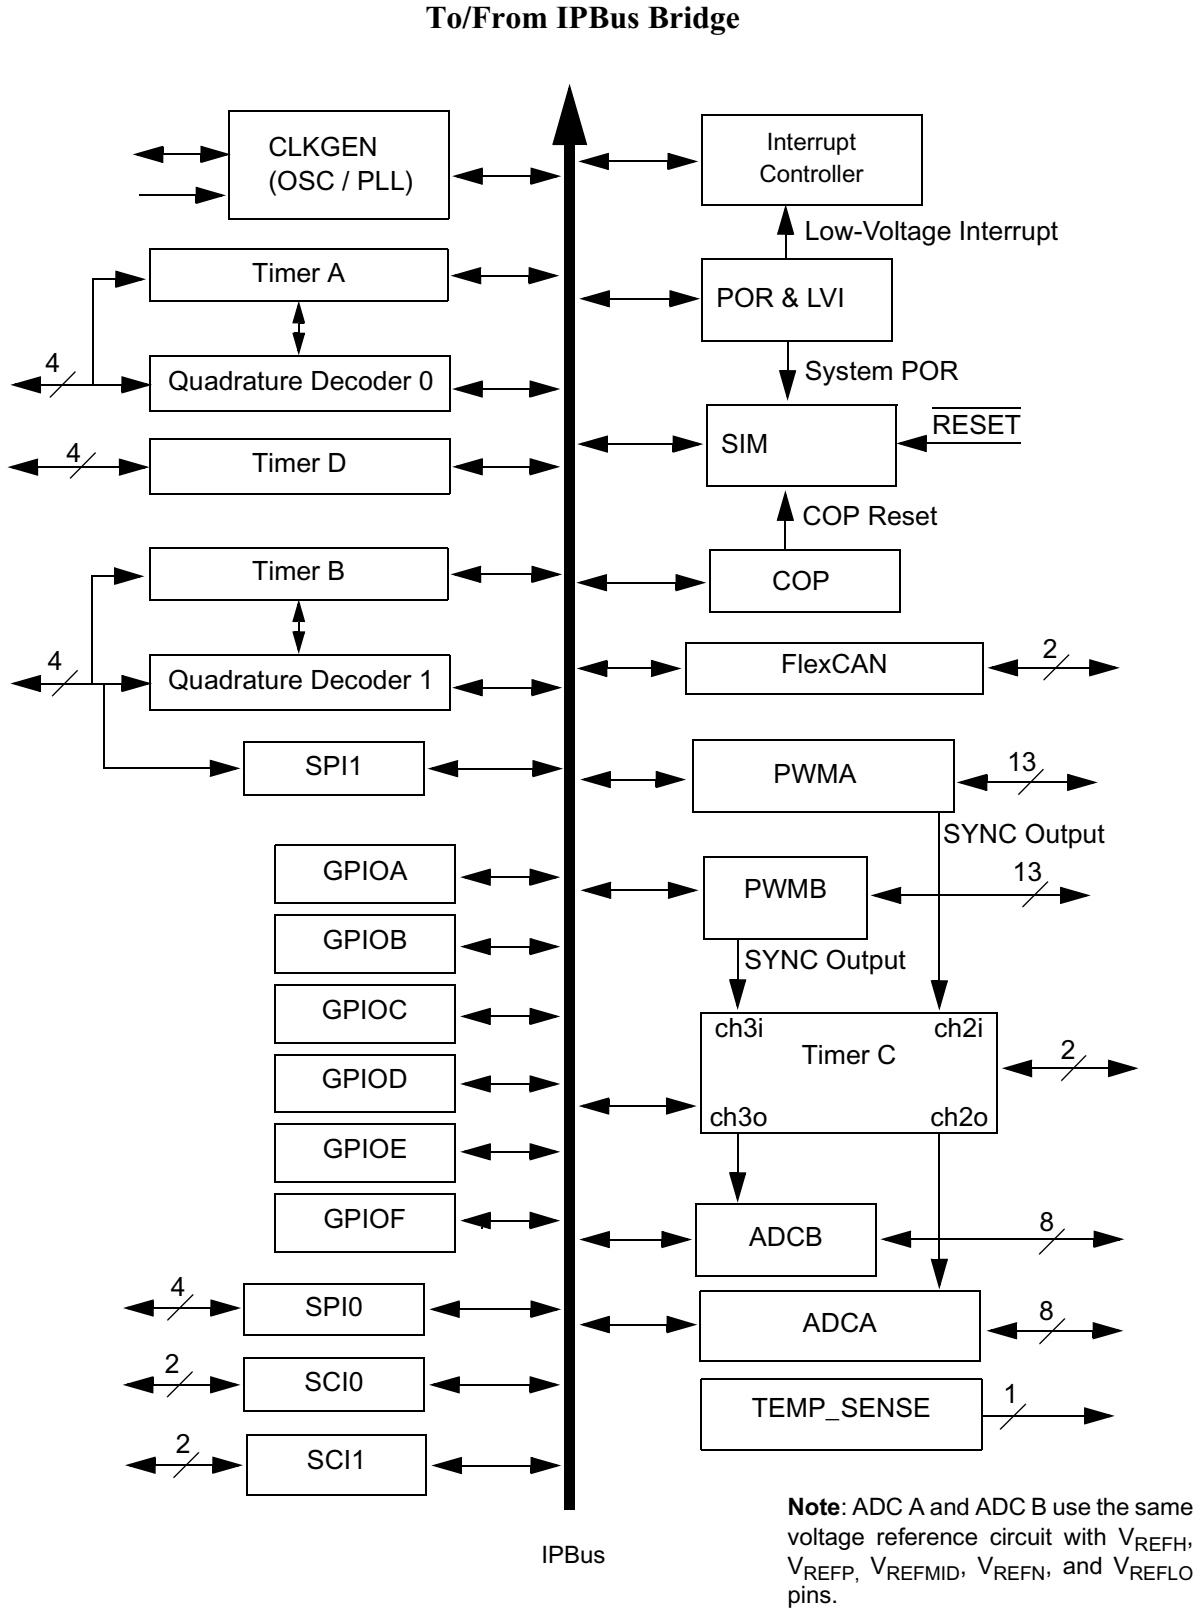 To/From IPBus Bridge
CLKGEN
(OSC / PLL)
Timer A
4
Quadrature Decoder 0
4
Timer D
Timer B
4
Quadrature Decoder 1
SPI1
GPIOA
GPIOB
GPIOC
GPIOD
GPIOE
GPIOF
4
SPI0
2
SCI0
2
SCI1
Interrupt
Controller
Low-Voltage Interrupt
POR & LVI
System POR
SIM
RESET
COP Reset
COP
FlexCAN
2
PWMA
13
SYNC Output
PWMB
13
SYNC Output
ch3i
ch2i
Timer C
2
ch3o
ch2o
ADCB
8
ADCA
8
TEMP_SENSE
1
IPBus
Note: ADC A and ADC B use the same
voltage reference circuit with VREFH,
VREFP, VREFMID, VREFN, and VREFLO
pins.